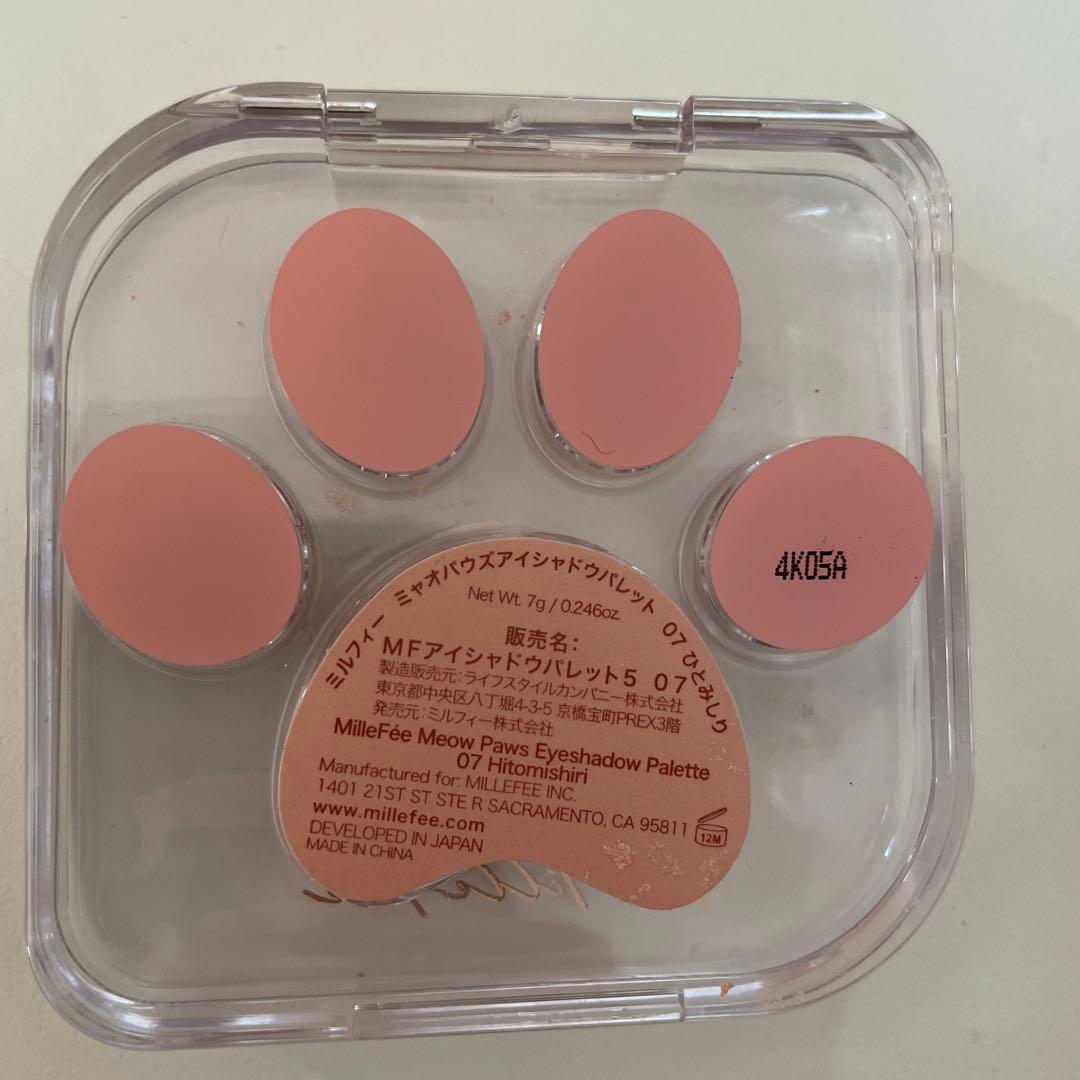 4K05A
ミルフィー ミャオパウズアイシャドウパレット 07 ひとみしり
Net Wt. 7g / 0.246oz.
販売名:
MFアイシャドウパレット5 07
製造販売元:ライフスタイルカンパニー株式会社
東京都中央区八丁堀4-3-5 京橋宝町PREX3階
発売元:ミルフィー株式会社
MilleFée Meow Paws Eyeshadow Palette
07 Hitomishiri
Manufactured for: MILLEFEE INC.
1401 21ST ST STE R SACRAMENTO, CA 95811
12M
www.millefee.com
DEVELOPED IN JAPAN
MADE IN CHINA